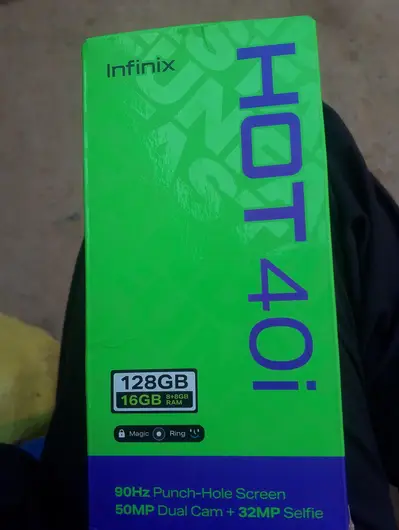 Infinix
HOT 40i
128GB
16GB 8+8GB RAM
Magic Ring
90Hz Punch-Hole Screen
50MP Dual Cam + 32MP Selfie